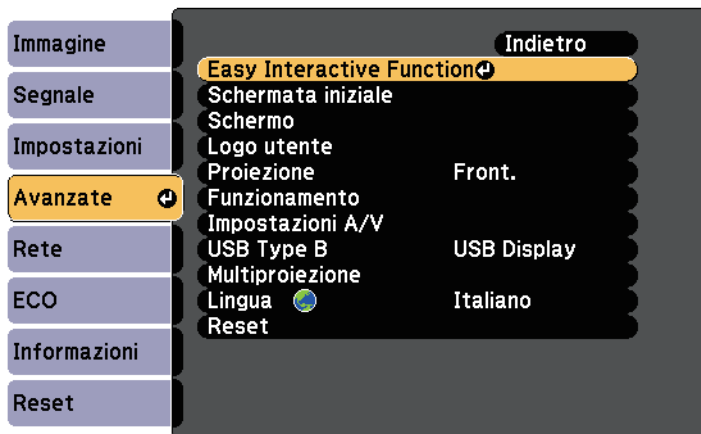 Immagine
Segnale
Impostazioni
Avanzate
Rete
ECO
Informazioni
Reset
Indietro
Easy Interactive Function
Schermata iniziale
Schermo
Logo utente
Proiezione Front.
Funzionamento
Impostazioni A/V
USB Type B USB Display
Multiproiezione
Lingua Italiano
Reset